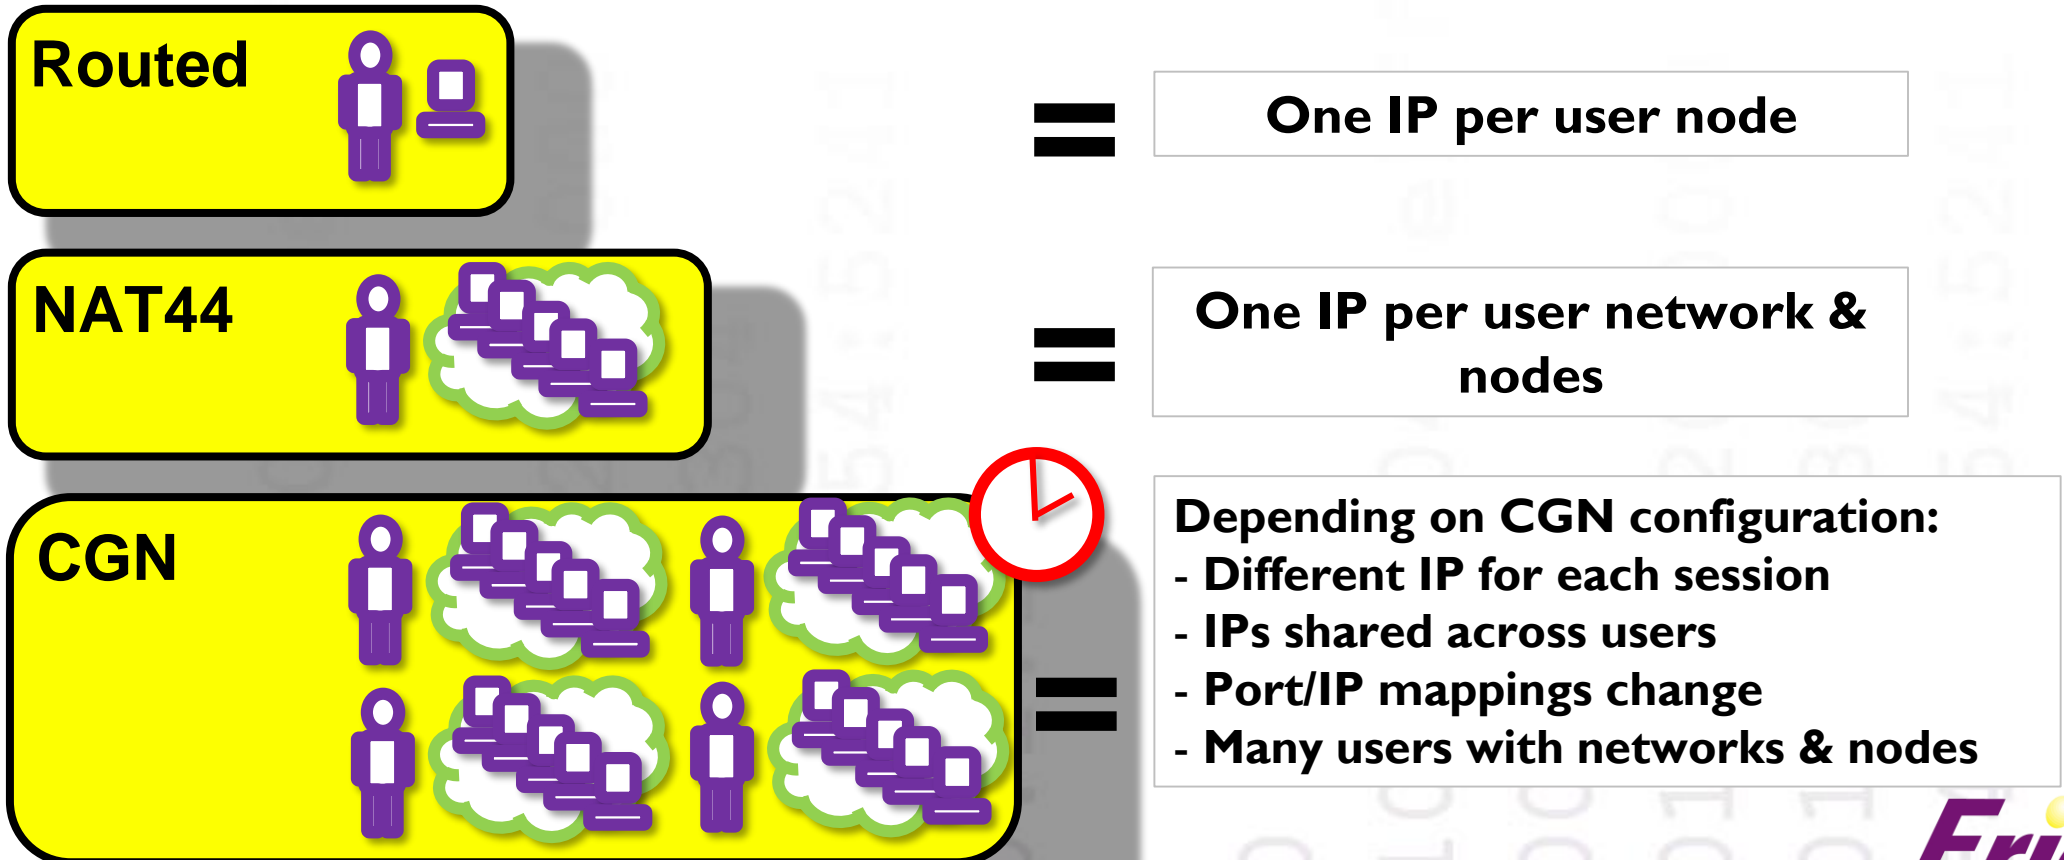 Routed
One IP per user node
NAT44
One IP per user network &
nodes
CGN
Depending on CGN configuration:
- Different IP for each session
- IPs shared across users
- Port/IP mappings change
- Many users with networks & nodes